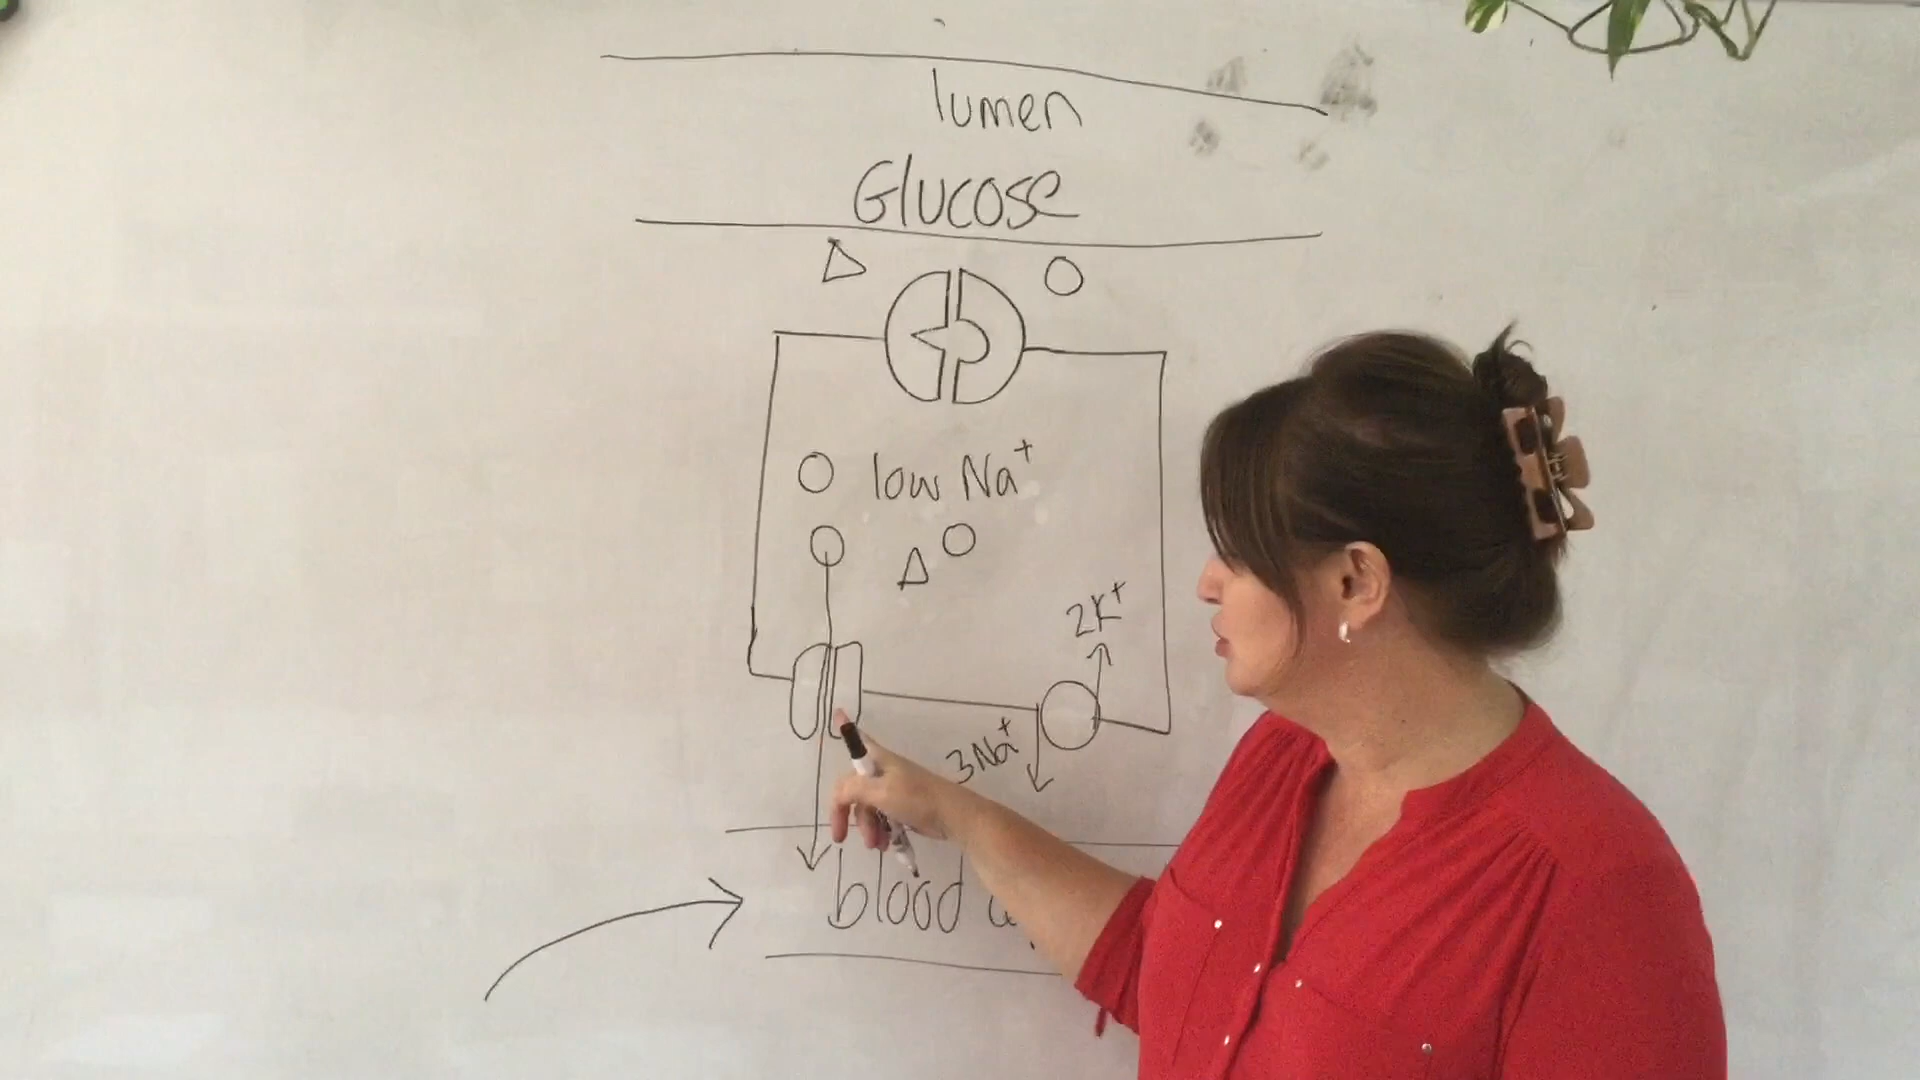 lumen
Glucose
low Na⁺
2K⁺
3Na⁺
blood